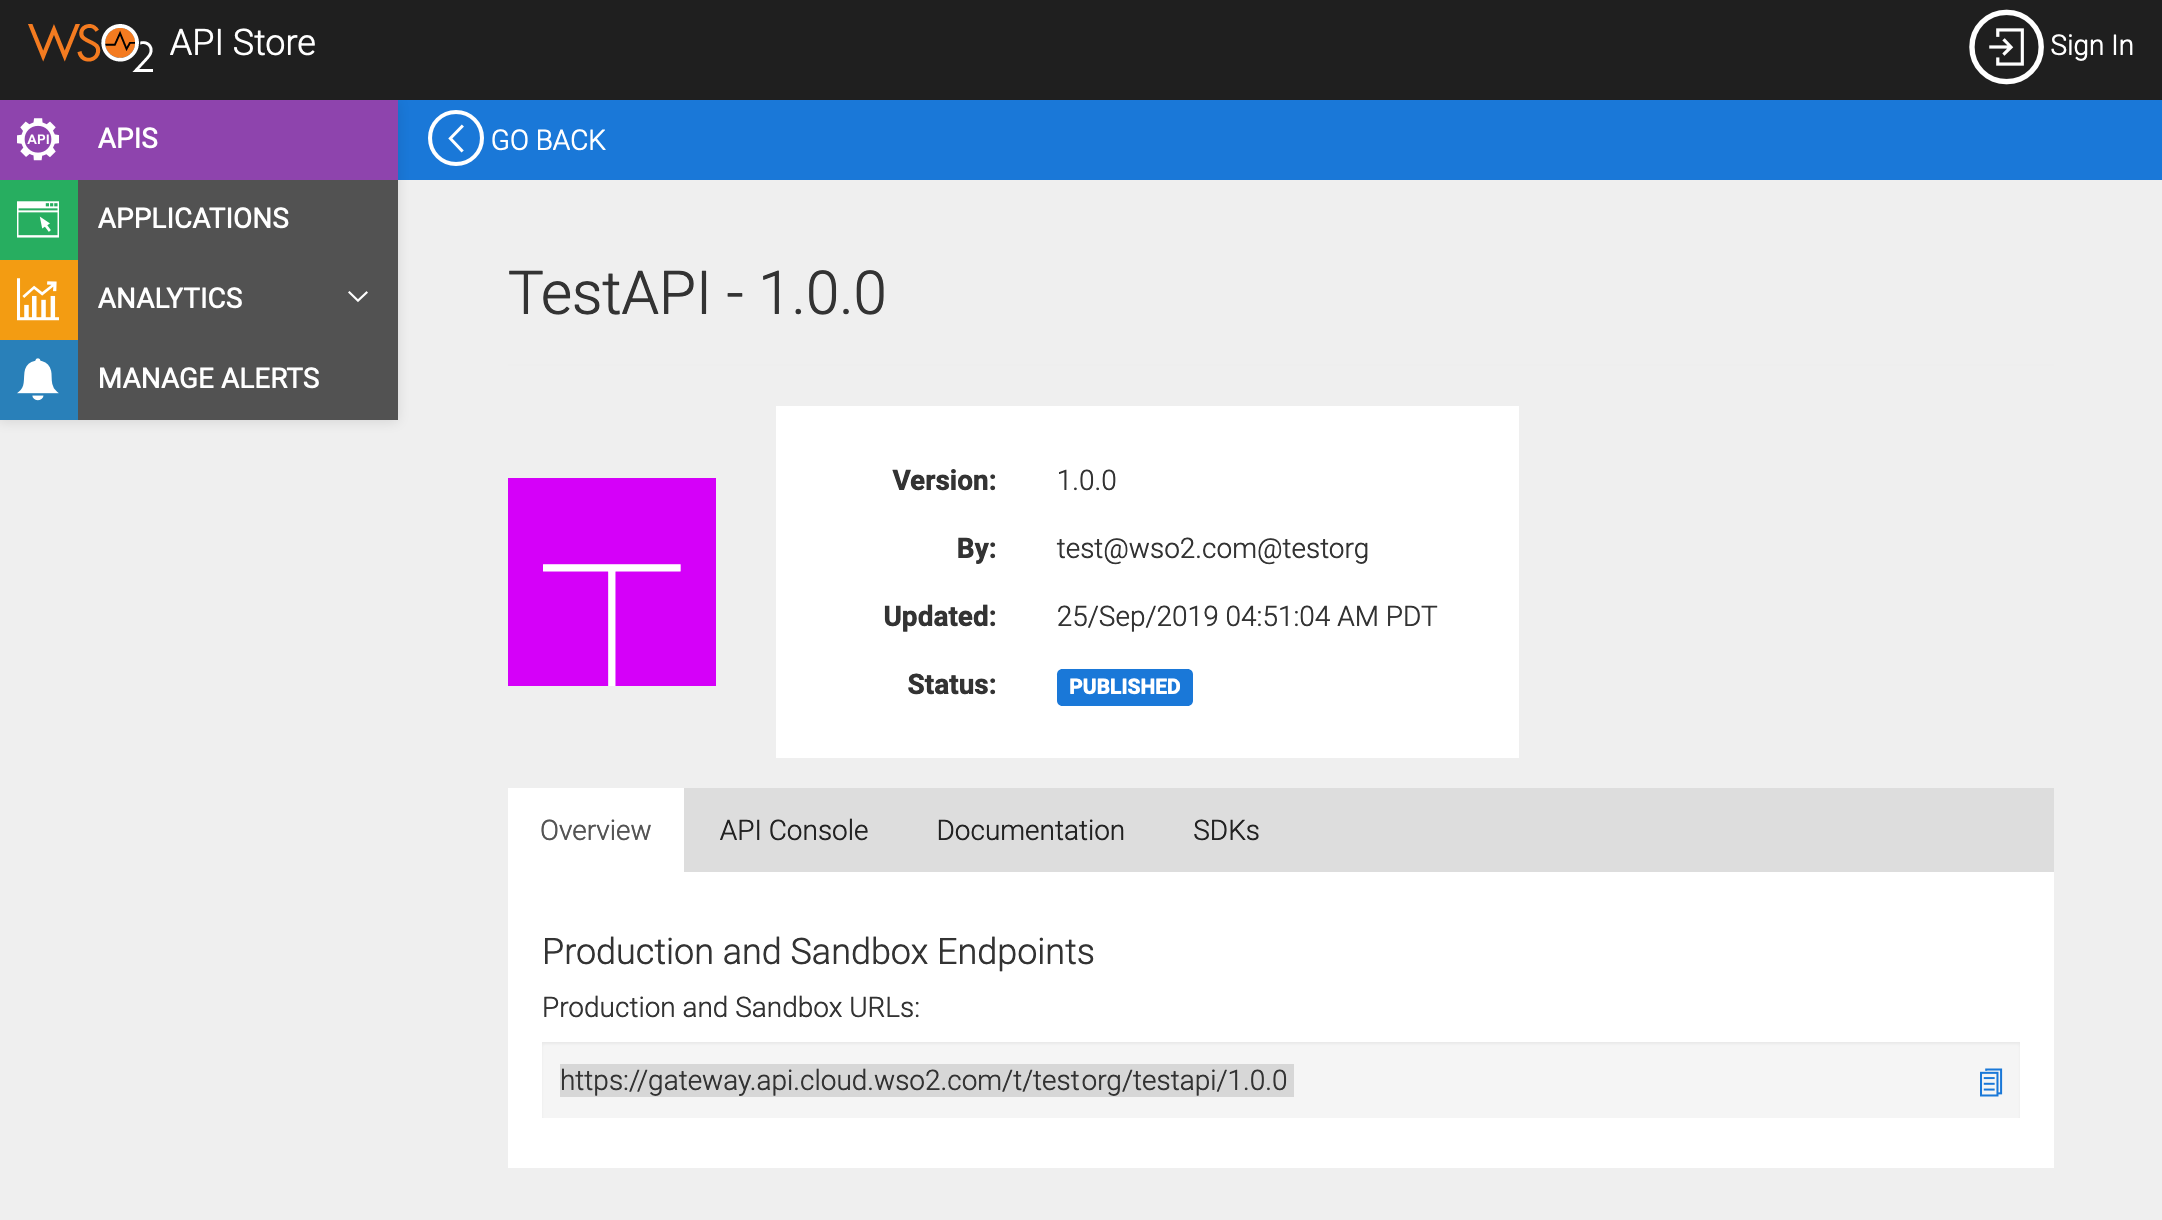 WSO2 API Store
Sign In
API APIS
GO BACK
APPLICATIONS
ANALYTICS
MANAGE ALERTS
TestAPI - 1.0.0
T
Version: 1.0.0
By: test@wso2.com@testorg
Updated: 25/Sep/2019 04:51:04 AM PDT
Status: PUBLISHED
Overview API Console Documentation SDKs
Production and Sandbox Endpoints
Production and Sandbox URLs:
https://gateway.api.cloud.wso2.com/t/testorg/testapi/1.0.0